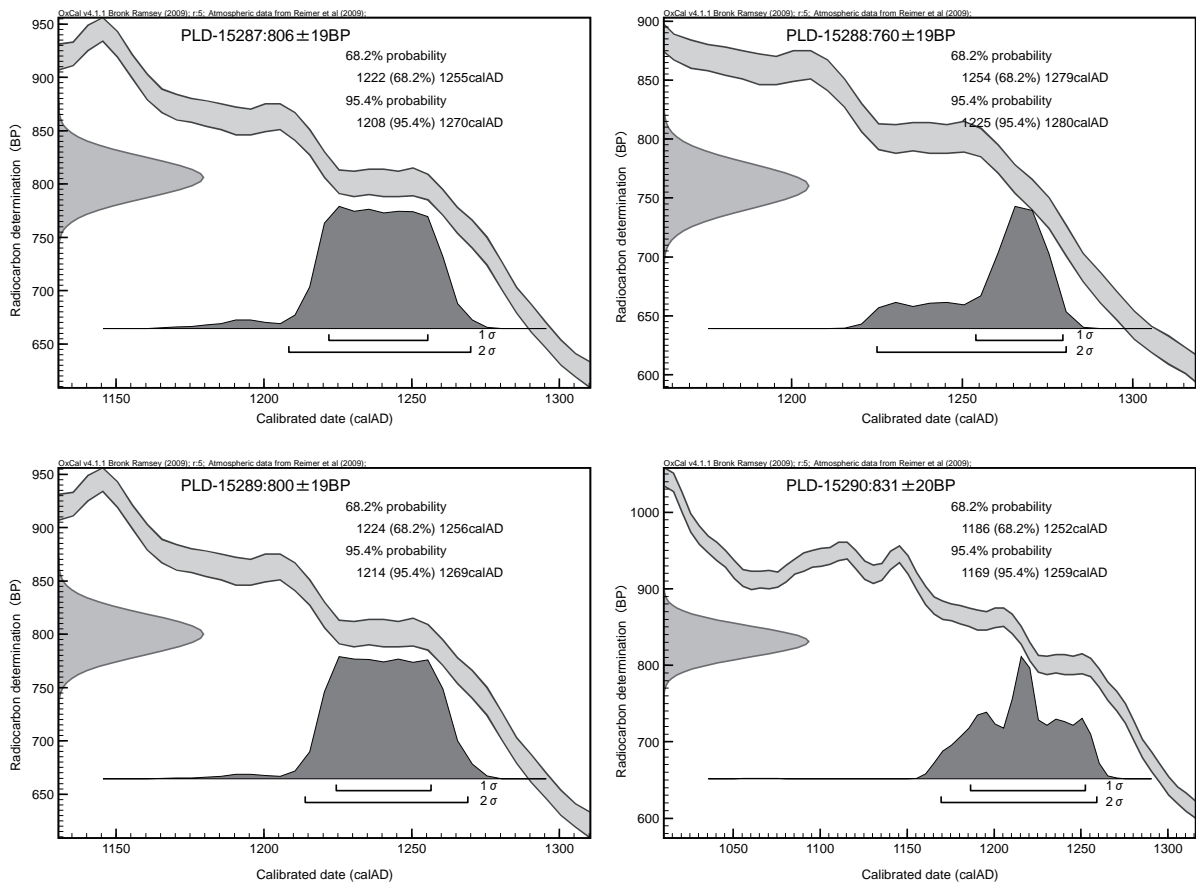 OxCal v4.1.1 Bronk Ramsey (2009); r:5; Atmospheric data from Reimer et al (2009);
PLD-15287:806±19BP
68.2% probability
1222 (68.2%) 1255calAD
95.4% probability
1208 (95.4%) 1270calAD
Radiocarbon determination (BP)
950
900
850
800
750
700
650
1σ
2σ
1150
1200
1250
1300
Calibrated date (calAD)
OxCal v4.1.1 Bronk Ramsey (2009); r:5; Atmospheric data from Reimer et al (2009);
PLD-15288:760±19BP
68.2% probability
1254 (68.2%) 1279calAD
95.4% probability
1225 (95.4%) 1280calAD
Radiocarbon determination (BP)
900
850
800
750
700
650
600
1σ
2σ
1200
1250
1300
Calibrated date (calAD)
OxCal v4.1.1 Bronk Ramsey (2009); r:5; Atmospheric data from Reimer et al (2009);
PLD-15289:800±19BP
68.2% probability
1224 (68.2%) 1256calAD
95.4% probability
1214 (95.4%) 1269calAD
Radiocarbon determination (BP)
950
900
850
800
750
700
650
1σ
2σ
1150
1200
1250
1300
Calibrated date (calAD)
OxCal v4.1.1 Bronk Ramsey (2009); r:5; Atmospheric data from Reimer et al (2009);
PLD-15290:831±20BP
68.2% probability
1186 (68.2%) 1252calAD
95.4% probability
1169 (95.4%) 1259calAD
Radiocarbon determination (BP)
1000
900
800
700
600
1σ
2σ
1050
1100
1150
1200
1250
1300
Calibrated date (calAD)